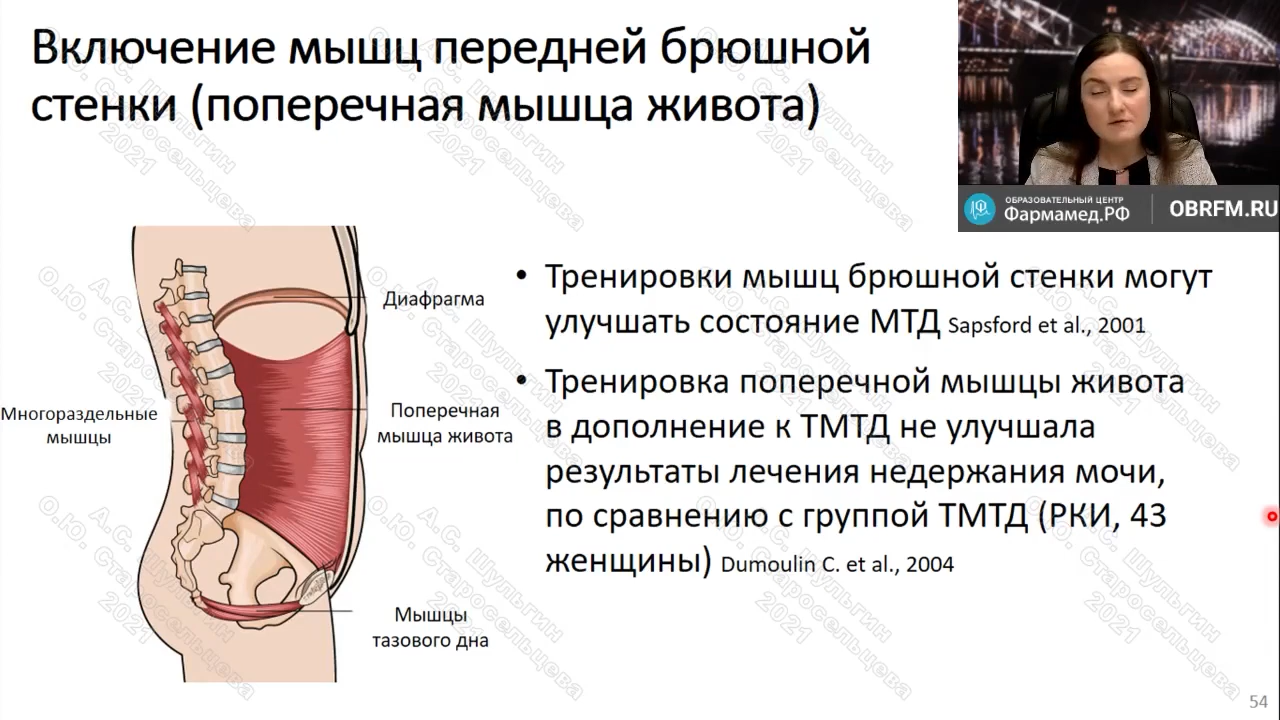 Включение мышц передней брюшной
стенки (поперечная мышца живота)
ОБРАЗОВАТЕЛЬНЫЙ ЦЕНТР
Фармамед.РФ
OBRFM.RU
Диафрагма
Многораздельные
мышцы
Поперечная
мышца живота
Мышцы
тазового дна
• Тренировки мышц брюшной стенки могут
улучшать состояние МТД Sapsford et al., 2001
• Тренировка поперечной мышцы живота
в дополнение к ТМТД не улучшала
результаты лечения недержания мочи,
по сравнению с группой ТМТД (РКИ, 43
женщины) Dumoulin C. et al., 2004
А.С. Шульгин
О.Ю. Старосельцева
2021
54